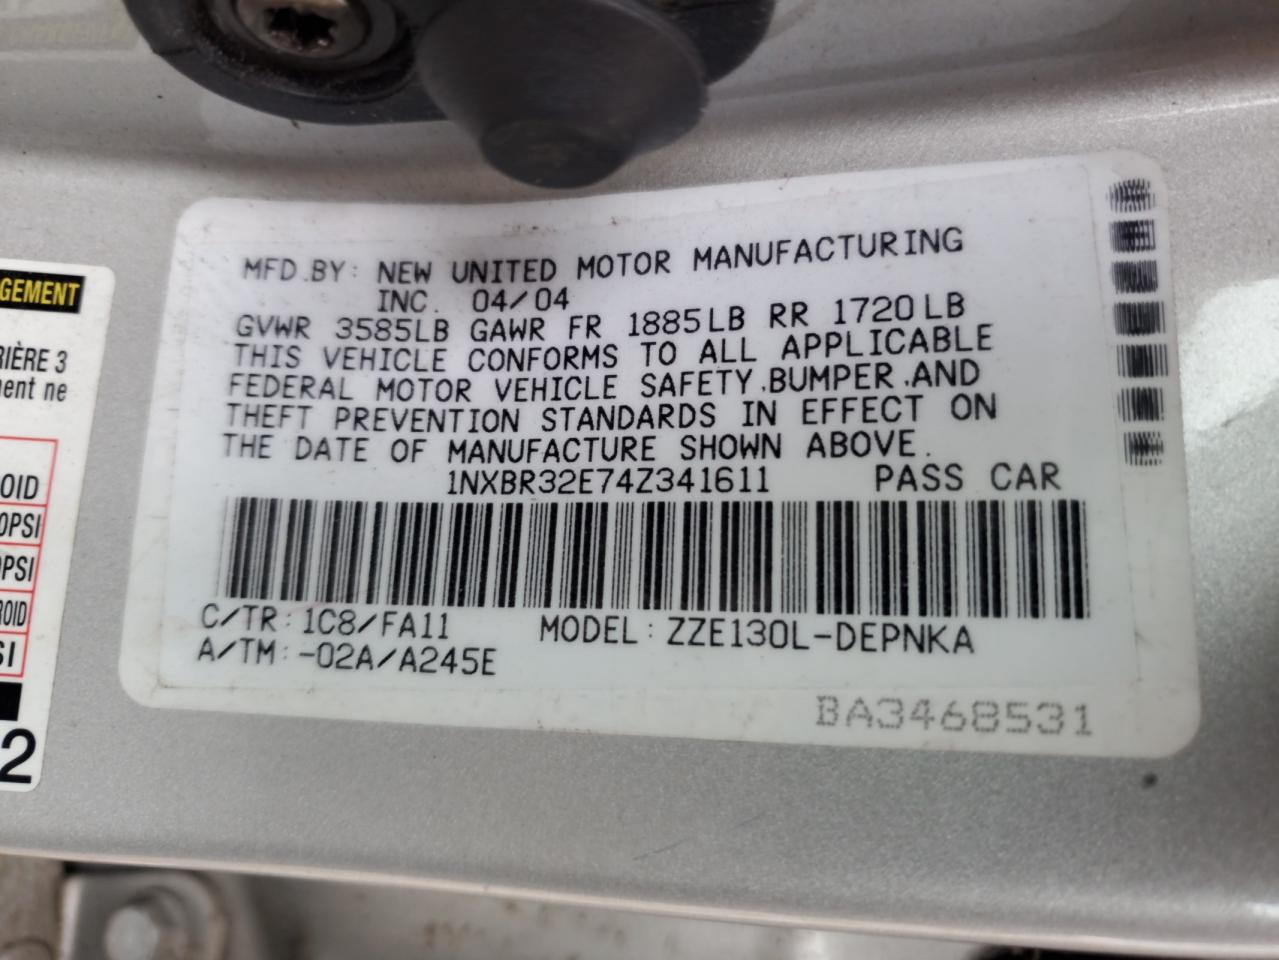 MFD.BY: NEW UNITED MOTOR MANUFACTURING
INC. 04/04
GVWR 3585LB GAWR FR 1885LB RR 1720LB
THIS VEHICLE CONFORMS TO ALL APPLICABLE
FEDERAL MOTOR VEHICLE SAFETY,BUMPER,AND
THEFT PREVENTION STANDARDS IN EFFECT ON
THE DATE OF MANUFACTURE SHOWN ABOVE.
1NXBR32E74Z341611 PASS CAR
C/TR: 1C8/FA11 MODEL: ZZE130L-DEPNKA
A/TM:-02A/A245E
BA3468531
GEMENT
RIÈRE 3
ment ne
OID
0PSI
PSI
ROID
SI
2